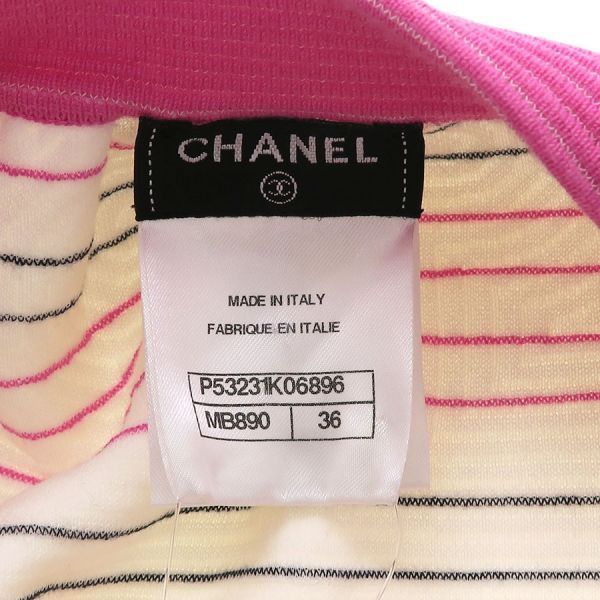 CHANEL
MADE IN ITALY
FABRIQUE EN ITALIE
P53231K06896
MB890 36